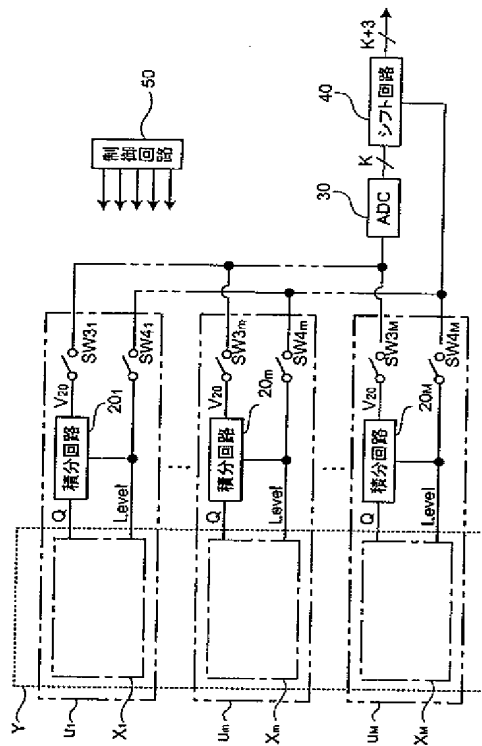 50
制御回路
K+3
40
シフト回路
K
30
ADC
SW31
SW41
V20
201
積分回路
Q
Level
SW3m
SW4m
V20
20m
積分回路
Q
Level
SW3M
SW4M
V20
20M
積分回路
Q
Level
Y
U1
X1
Um
Xm
UM
XM